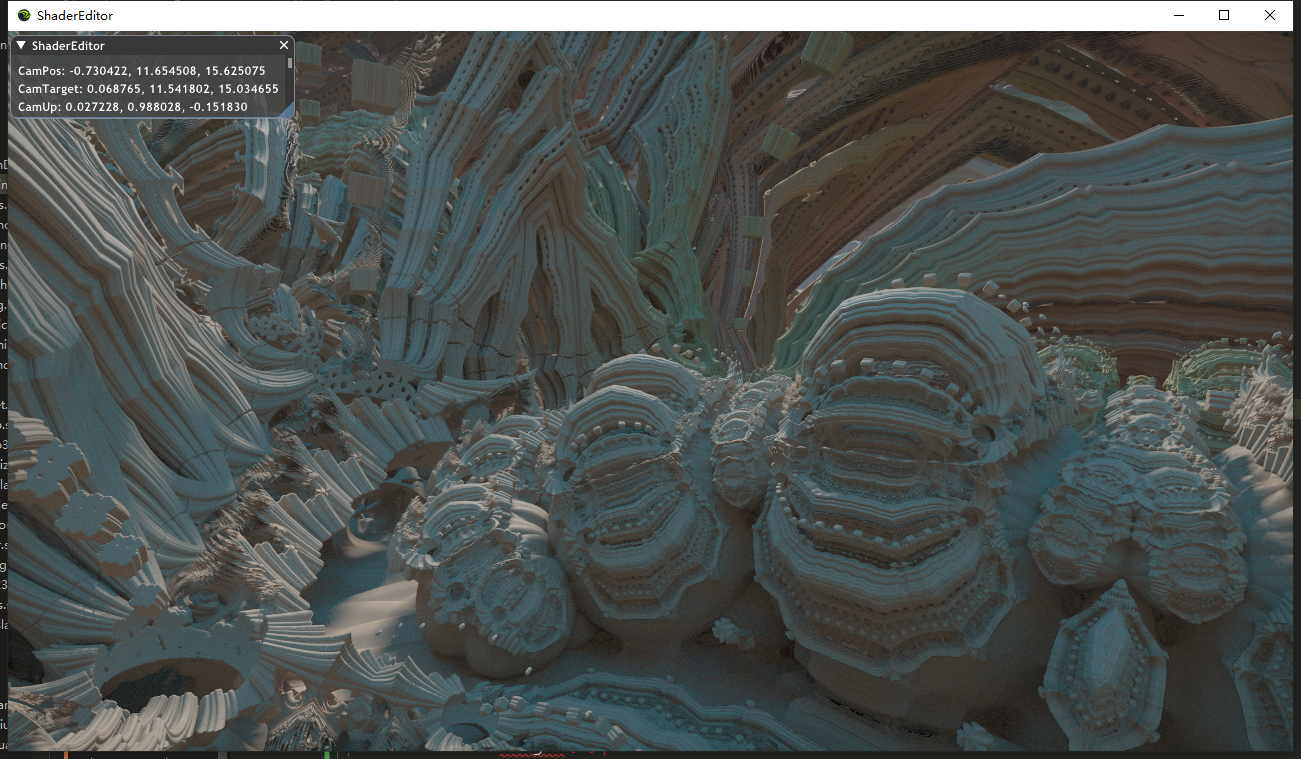 ShaderEditor
ShaderEditor
CamPos: -0.730422, 11.654508, 15.625075
CamTarget: 0.068765, 11.541802, 15.034655
CamUp: 0.027228, 0.988028, -0.151830